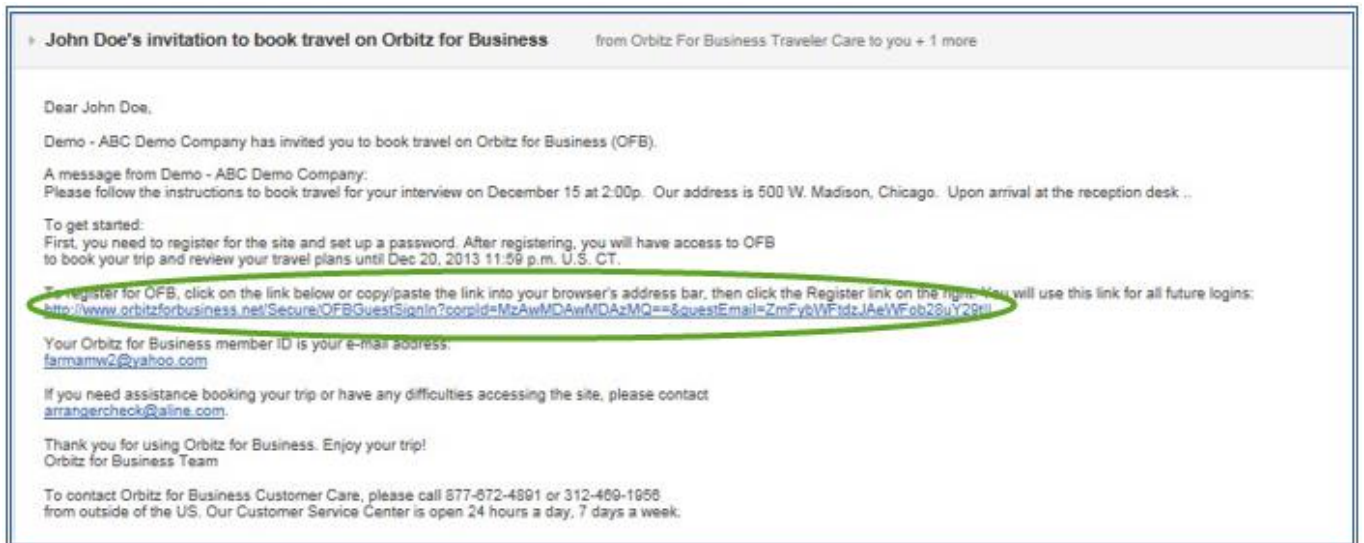 John Doe's invitation to book travel on Orbitz for Business from Orbitz For Business Traveler Care to you + 1 more
Dear John Doe,
Demo - ABC Demo Company has invited you to book travel on Orbitz for Business (OFB).
A message from Demo - ABC Demo Company:
Please follow the instructions to book travel for your interview on December 15 at 2:00p. Our address is 500 W. Madison, Chicago. Upon arrival at the reception desk ..
To get started:
First, you need to register for the site and set up a password. After registering, you will have access to OFB
to book your trip and review your travel plans until Dec 20, 2013 11:59 p.m. U.S. CT.
To register for OFB, click on the link below or copy/paste the link into your browser's address bar, then click the Register link on the right. You will use this link for all future logins:
Your Orbitz for Business member ID is your e-mail address:
farmamw2@yahoo.com
If you need assistance booking your trip or have any difficulties accessing the site, please contact
arrangercheck@aline.com.
Thank you for using Orbitz for Business. Enjoy your trip!
Orbitz for Business Team
To contact Orbitz for Business Customer Care, please call 877-672-4891 or 312-469-1956
from outside of the US. Our Customer Service Center is open 24 hours a day, 7 days a week.